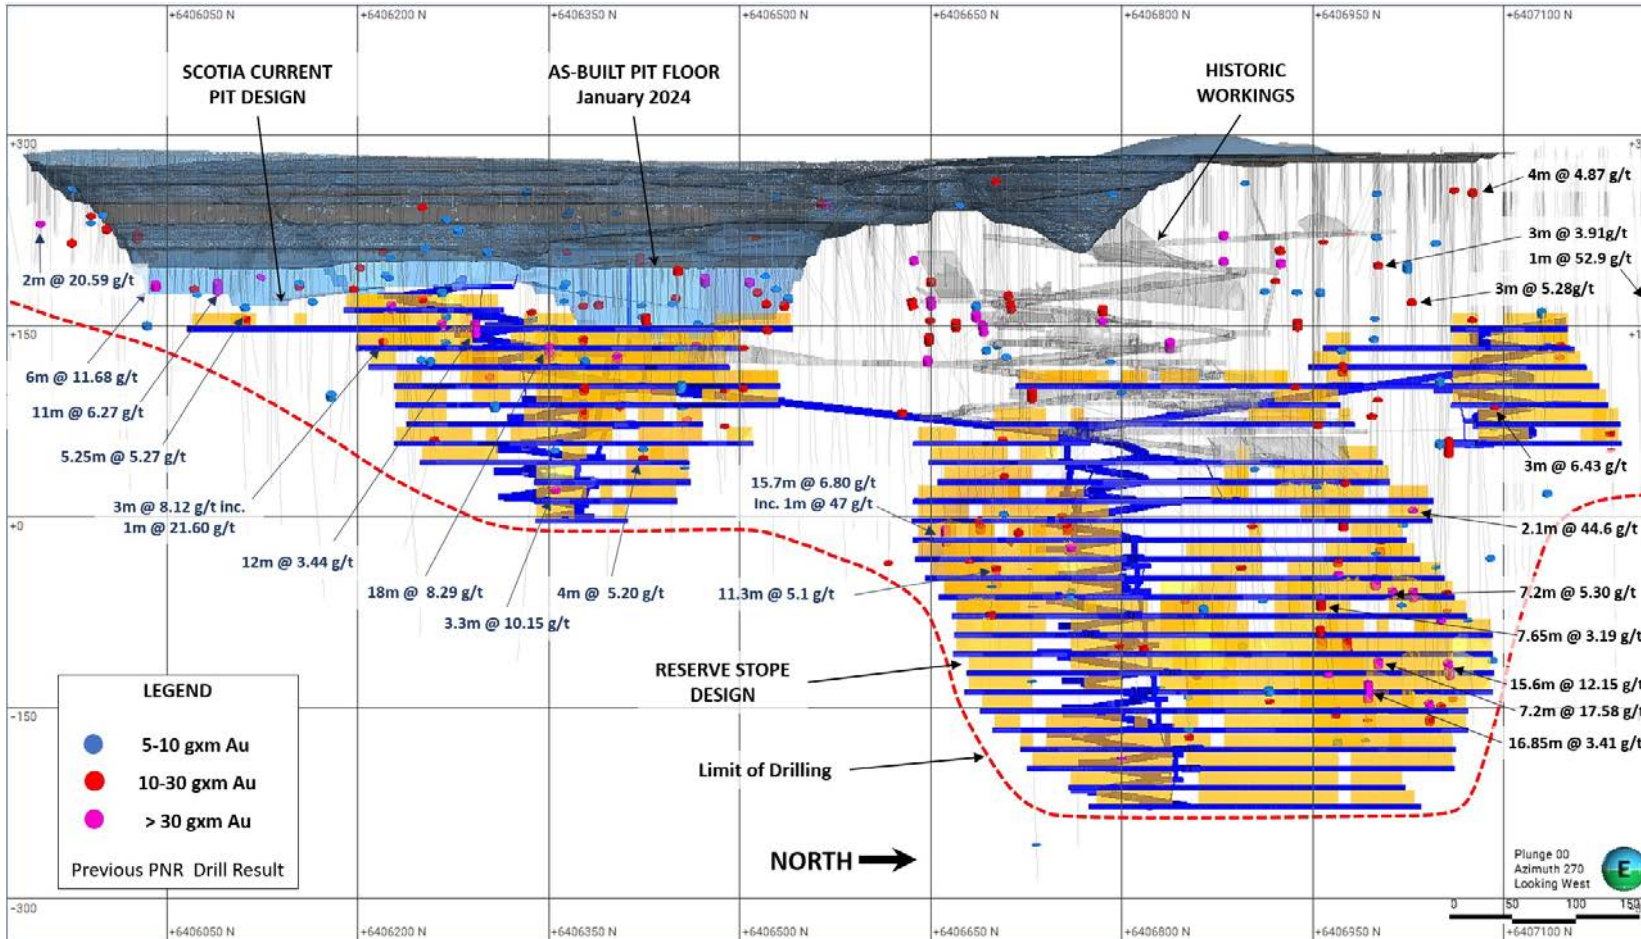 +6406050 N
+6406200 N
+6406350 N
+6406500 N
+6406650 N
+6406800 N
+6406950 N
+6407100 N
SCOTIA CURRENT
PIT DESIGN
AS-BUILT PIT FLOOR
January 2024
HISTORIC
WORKINGS
+300
4m @ 4.87 g/t
3m @ 3.91g/t
1m @ 52.9 g/t
3m @ 5.28g/t
2m @ 20.59 g/t
+150
6m @ 11.68 g/t
11m @ 6.27 g/t
5.25m @ 5.27 g/t
3m @ 8.12 g/t inc.
1m @ 21.60 g/t
12m @ 3.44 g/t
18m @ 8.29 g/t
3.3m @ 10.15 g/t
4m @ 5.20 g/t
15.7m @ 6.80 g/t
Inc. 1m @ 47 g/t
11.3m @ 5.1 g/t
3m @ 6.43 g/t
+0
2.1m @ 44.6 g/t
7.2m @ 5.30 g/t
7.65m @ 3.19 g/t
15.6m @ 12.15 g/t
7.2m @ 17.58 g/t
16.85m @ 3.41 g/t
RESERVE STOPE
DESIGN
Limit of Drilling
-150
LEGEND
5-10 gxm Au
10-30 gxm Au
> 30 gxm Au
Previous PNR Drill Result
NORTH
Plunge 00
Azimuth 270
Looking West
E
0 50 100 150
-300
+6406050 N
+6406200 N
+6406350 N
+6406500 N
+6406650 N
+6406800 N
+6406950 N
+6407100 N